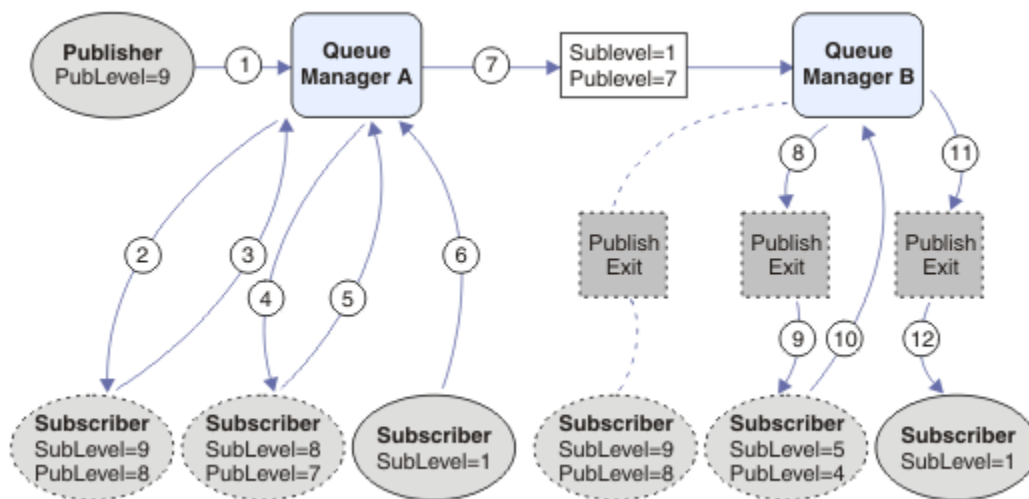 Publisher
PubLevel=9
1
Queue
Manager A
7
Sublevel=1
Publevel=7
Queue
Manager B
2
3
4
5
6
8
11
Publish
Exit
Publish
Exit
Publish
Exit
9
10
12
Subscriber
SubLevel=9
PubLevel=8
Subscriber
SubLevel=8
PubLevel=7
Subscriber
SubLevel=1
Subscriber
SubLevel=9
PubLevel=8
Subscriber
SubLevel=5
PubLevel=4
Subscriber
SubLevel=1